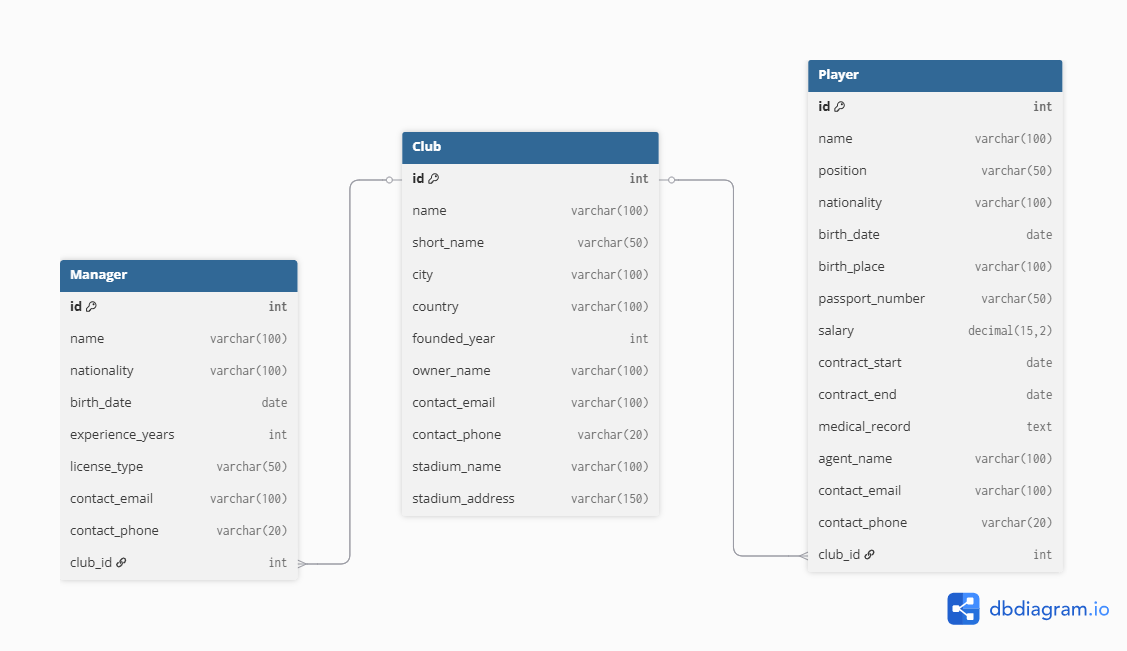 Manager
id int
name varchar(100)
nationality varchar(100)
birth_date date
experience_years int
license_type varchar(50)
contact_email varchar(100)
contact_phone varchar(20)
club_id int
Club
id int
name varchar(100)
short_name varchar(50)
city varchar(100)
country varchar(100)
founded_year int
owner_name varchar(100)
contact_email varchar(100)
contact_phone varchar(20)
stadium_name varchar(100)
stadium_address varchar(150)
Player
id int
name varchar(100)
position varchar(50)
nationality varchar(100)
birth_date date
birth_place varchar(100)
passport_number varchar(50)
salary decimal(15,2)
contract_start date
contract_end date
medical_record text
agent_name varchar(100)
contact_email varchar(100)
contact_phone varchar(20)
club_id int
dbdiagram.io